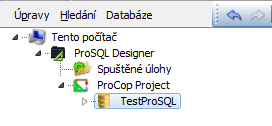 Úpravy Hledání Databáze
Tento počítač
ProSQL Designer
Spuštěné úlohy
ProCop Project
TestProSQL